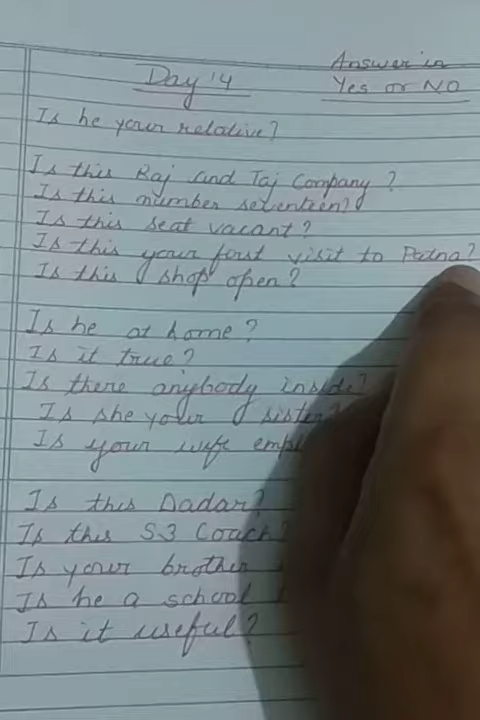 Answer in
Day 14
Yes or No
Is he your relative?
Is this Raj and Taj Company?
Is this number seventeen?
Is this seat vacant?
Is this your first visit to Patna?
Is this shop open?
Is he at home?
Is it true?
Is there anybody inside?
Is she your sister?
Is your wife
Is this Dadar?
Is this S3 Coach?
Is your brother
Is he a school
Is it useful?